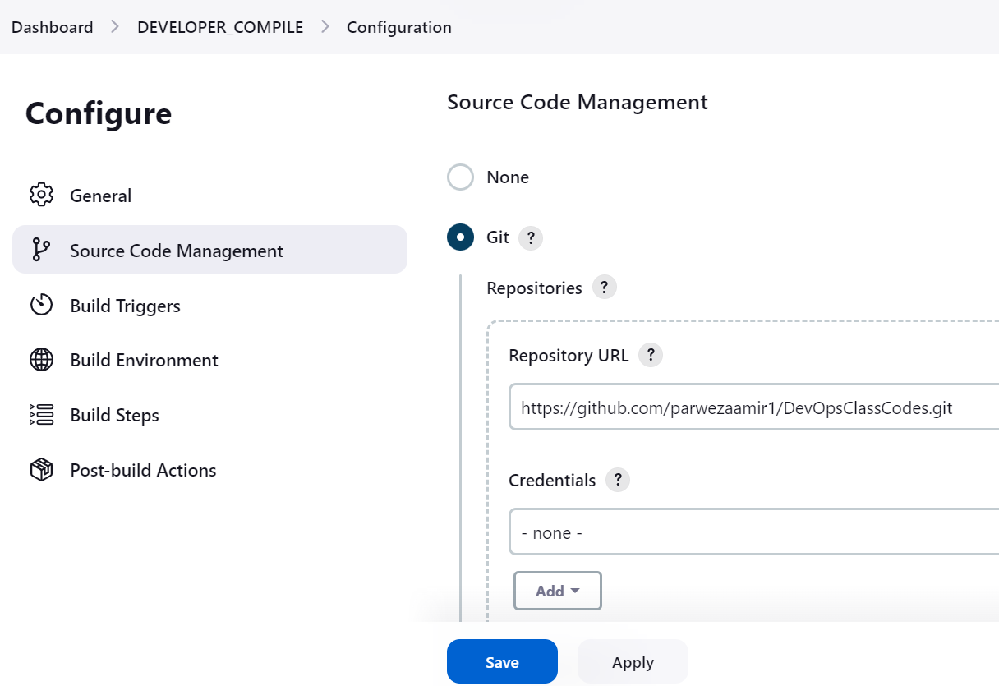 Dashboard > DEVELOPER_COMPILE > Configuration
Configure
General
Source Code Management
Build Triggers
Build Environment
Build Steps
Post-build Actions
Source Code Management
None
Git ?
Repositories ?
Repository URL ?
https://github.com/parwezaamir1/DevOpsClassCodes.git
Credentials ?
- none -
Add
Save Apply